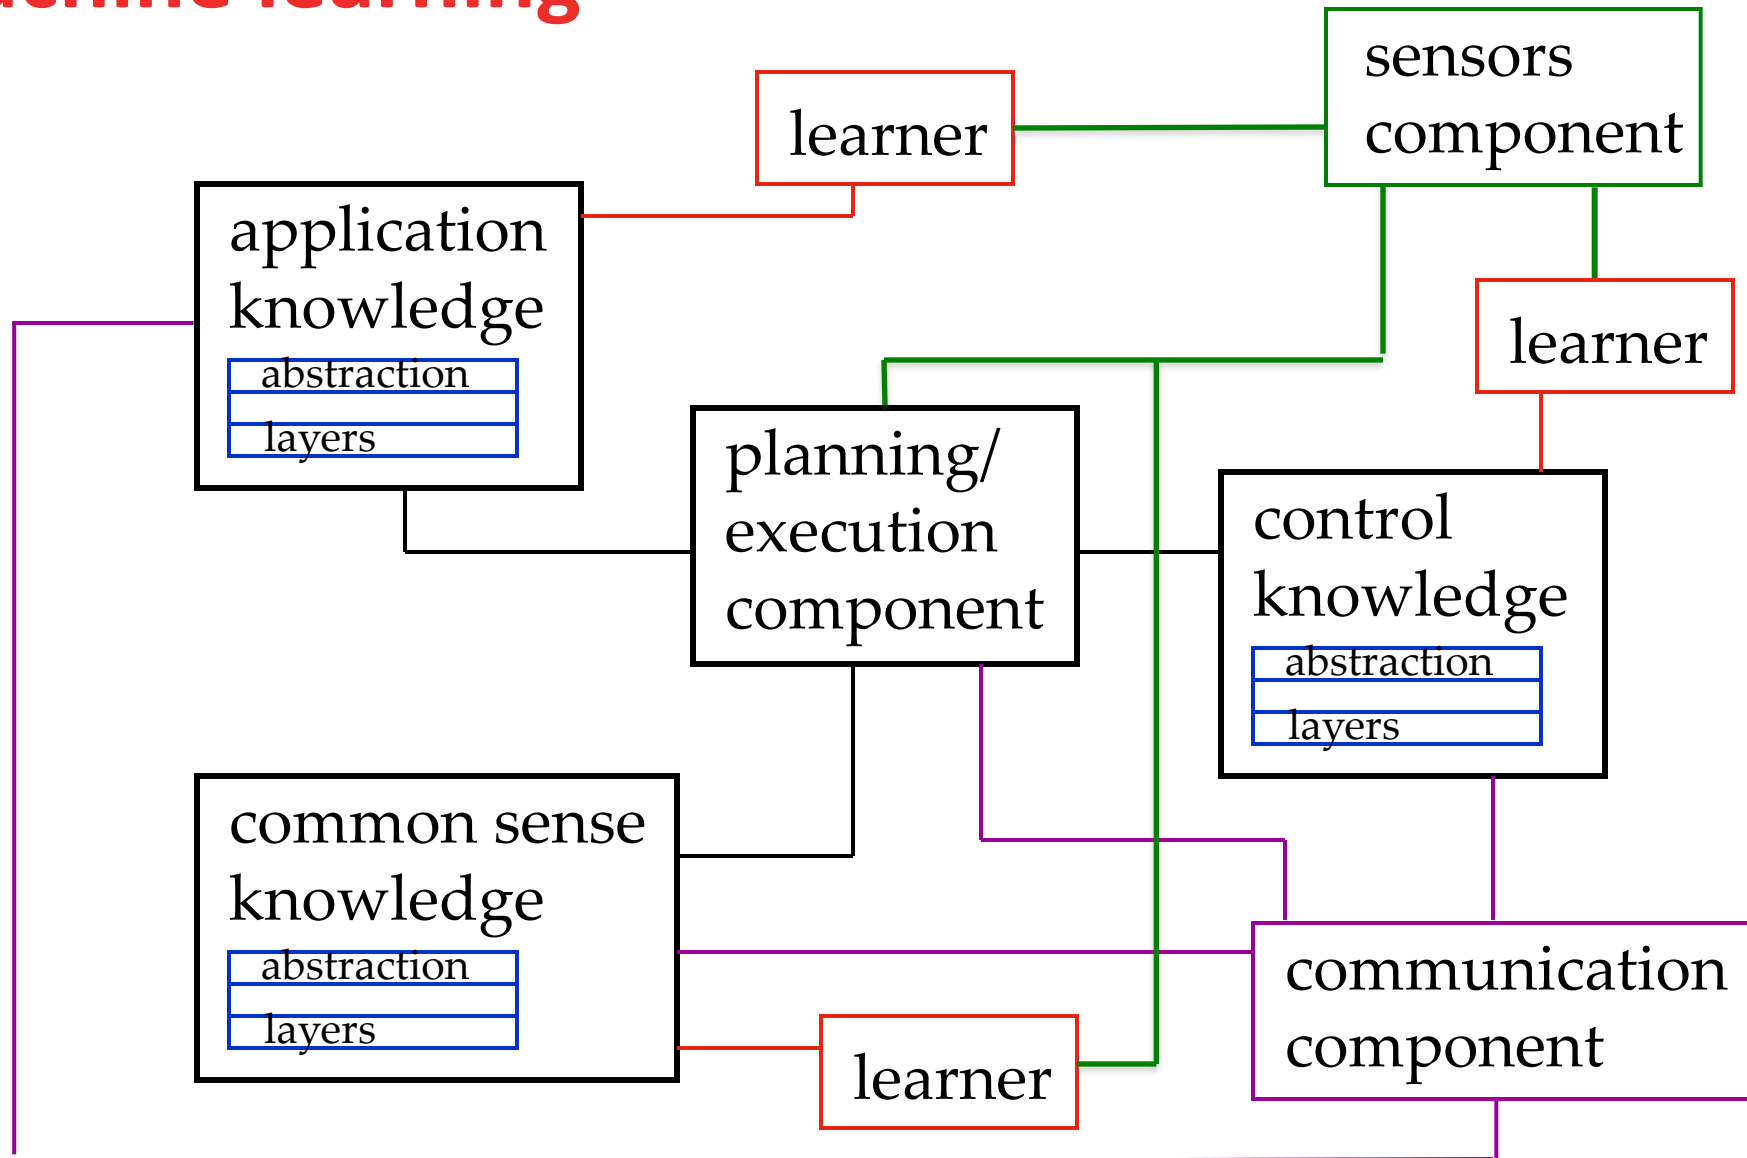 learning
sensors
component
learner
application
knowledge
abstraction
layers
learner
planning/
execution
component
control
knowledge
abstraction
layers
common sense
knowledge
abstraction
layers
communication
component
learner